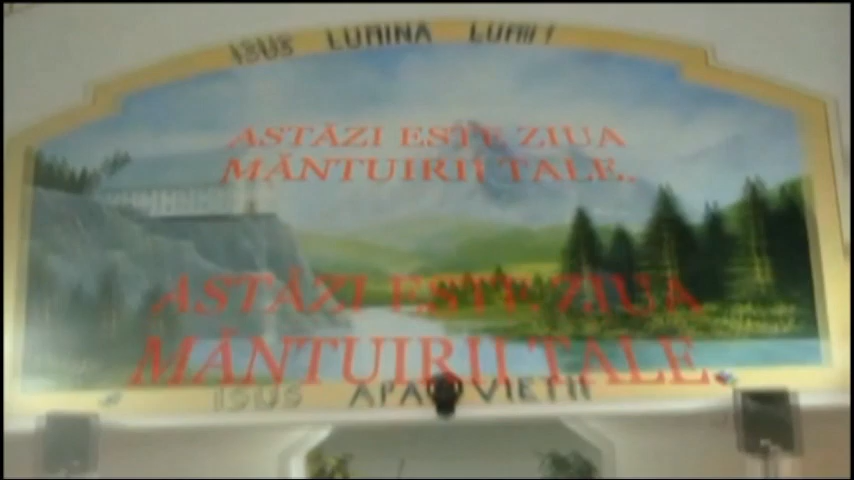 ISUS LUMINA LUMII!
ASTĂZI ESTE ZIUA
MÂNTUIRII TALE..
ASTĂZI ESTE ZIUA
MÂNTUIRII TALE.
ISUS APA VIEȚII